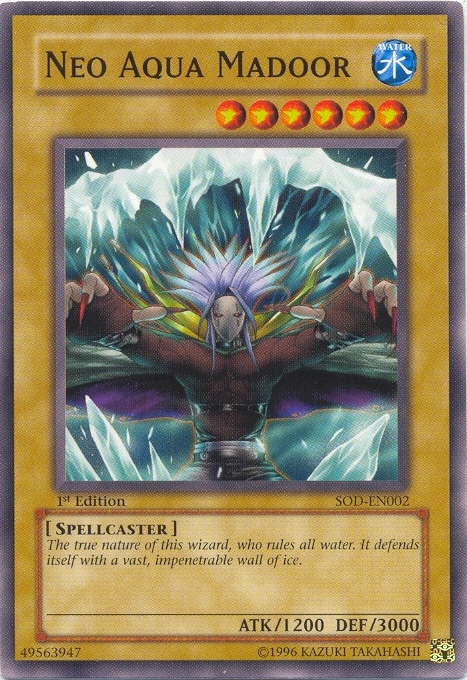 NEO AQUA MADOOR
WATER
水
1st Edition
SOD-EN002
[ SPELLCASTER ]
The true nature of this wizard, who rules all water. It defends
itself with a vast, impenetrable wall of ice.
ATK/1200 DEF/3000
49563947
©1996 KAZUKI TAKAHASHI